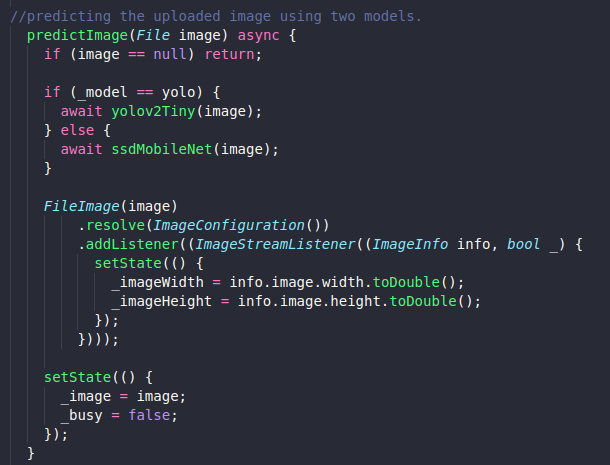 //predicting the uploaded image using two models.
predictImage(File image) async {
if (image == null) return;
if (_model == yolo) {
await yolov2Tiny(image);
} else {
await ssdMobileNet(image);
}
FileImage(image)
.resolve(ImageConfiguration())
.addListener((ImageStreamListener((ImageInfo info, bool _) {
setState(() {
_imageWidth = info.image.width.toDouble();
_imageHeight = info.image.height.toDouble();
});
})));
setState(() {
_image = image;
_busy = false;
});
}